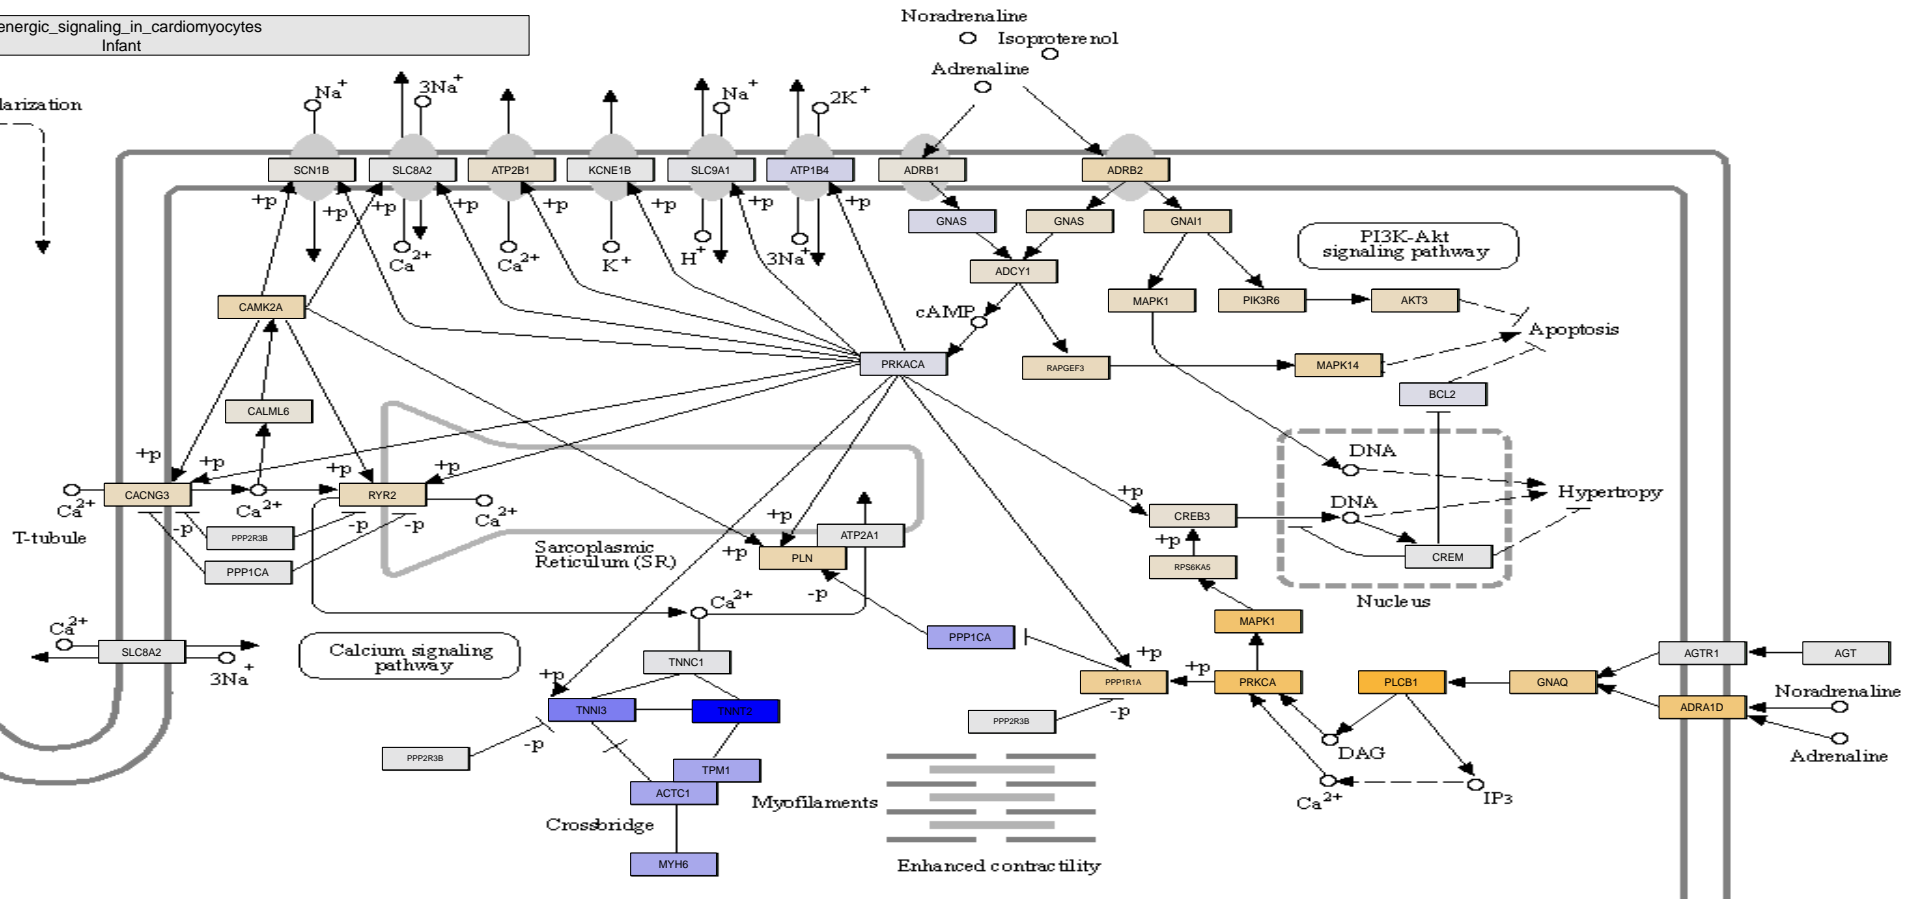 energic_signaling_in_cardiomyocytes
Infant
Noradrenaline
Isoproterenol
Adrenaline
larization
Na+
3Na+
Na+
2K+
SCN1B
SLC8A2
ATP2B1
KCNE1B
SLC9A1
ATP1B4
ADRB1
ADRB2
+p
+p
+p
+p
+p
+p
+p
+p
GNAS
GNAS
GNAI1
Ca2+
Ca2+
K+
H+
3Na+
PI3K-Akt
signaling pathway
ADCY1
CAMK2A
MAPK1
PIK3R6
AKT3
cAMP
Apoptosis
PRKACA
RAPGEF3
MAPK14
BCL2
CALML6
DNA
+p
+p
+p
+p
CACNG3
RYR2
Ca2+
Ca2+
Ca2+
+p
DNA
Hypertropy
-p
-p
-p
+p
CREB3
T-tubule
PPP2R3B
ATP2A1
+p
Sarcoplasmic
Reticulum (SR)
+p
PLN
CREM
PPP1CA
RPS6KA5
-p
Nucleus
Ca2+
Ca2+
MAPK1
PPP1CA
Calcium signaling
pathway
SLC8A2
3Na+
TNNC1
+p
+p
+p
AGTR1
AGT
PPP1R1A
PRKCA
PLCB1
GNAQ
Noradrenaline
TNNI3
TNNT2
ADRA1D
PPP2R3B
-p
-p
PPP2R3B
DAG
Adrenaline
TPM1
ACTC1
Myofilaments
Ca2+
IP3
Crossbridge
MYH6
Enhanced contractility